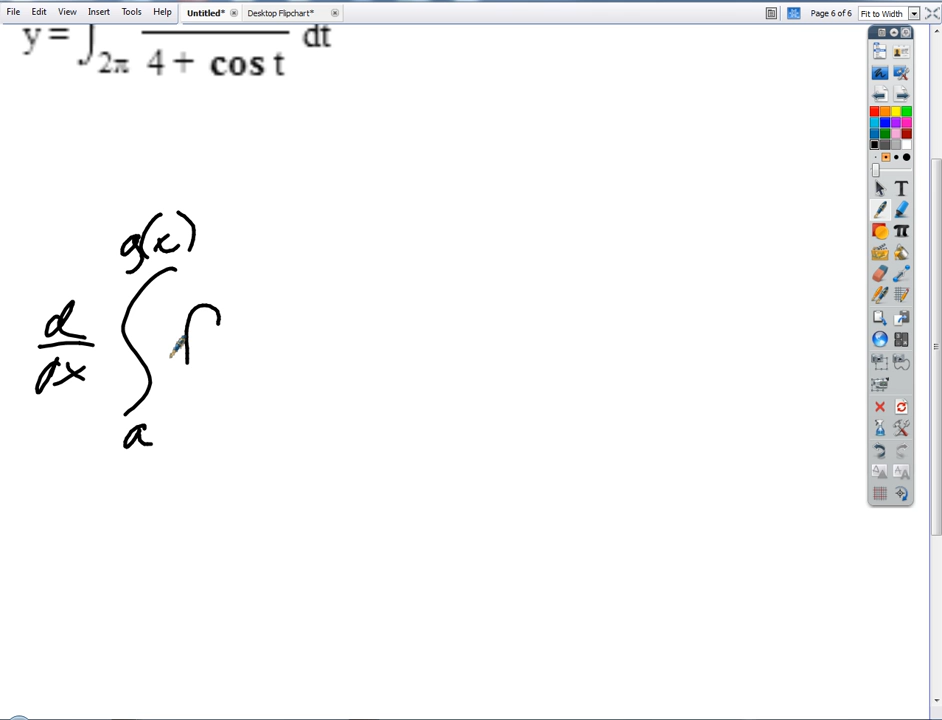 File Edit View Insert Tools Help Untitled* Desktop Flipchart* Page 6 of 6 Fit to Width
y = ∫ 2π 4 + cos t dt
g(x)
d/dx ∫ f
a